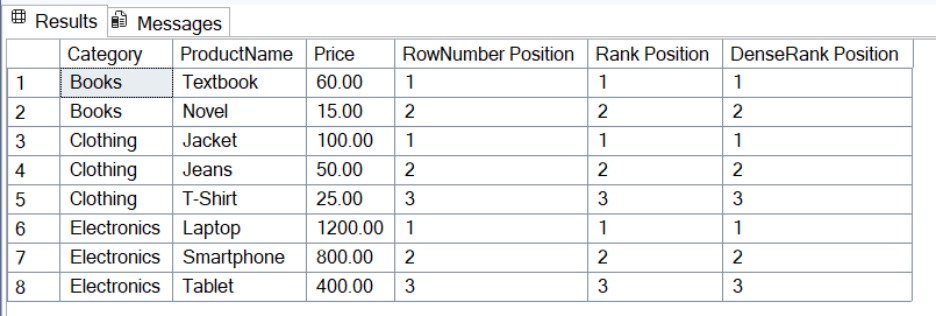 Results Messages
Category ProductName Price RowNumber Position Rank Position DenseRank Position
1 Books Textbook 60.00 1 1 1
2 Books Novel 15.00 2 2 2
3 Clothing Jacket 100.00 1 1 1
4 Clothing Jeans 50.00 2 2 2
5 Clothing T-Shirt 25.00 3 3 3
6 Electronics Laptop 1200.00 1 1 1
7 Electronics Smartphone 800.00 2 2 2
8 Electronics Tablet 400.00 3 3 3